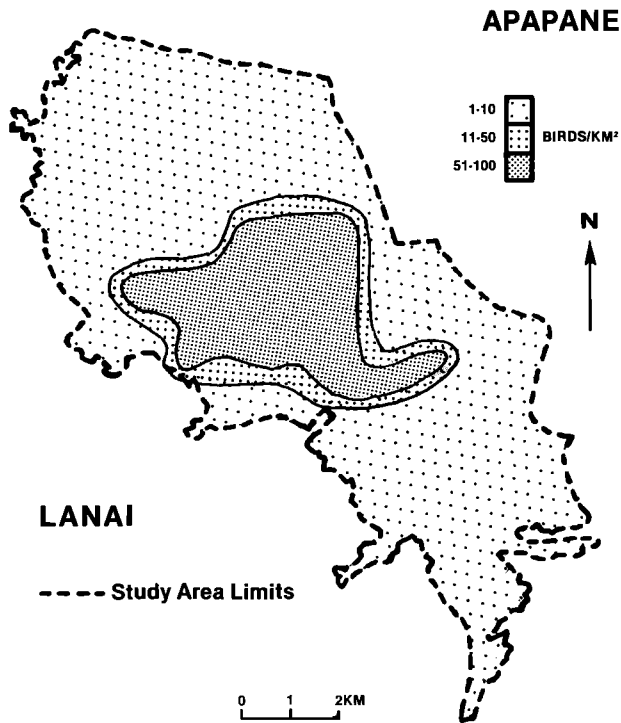 APAPANE
1-10
11-50 BIRDS/KM²
51-100
N
LANAI
Study Area Limits
0 1 2KM